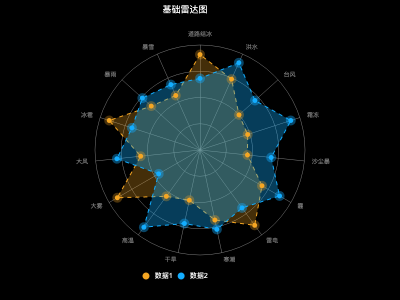 基础雷达图
道路结冰
暴雪
洪水
暴雨
台风
冰雹
霜冻
大风
沙尘暴
大雾
霾
高温
雷电
干旱
寒潮
数据1 数据2